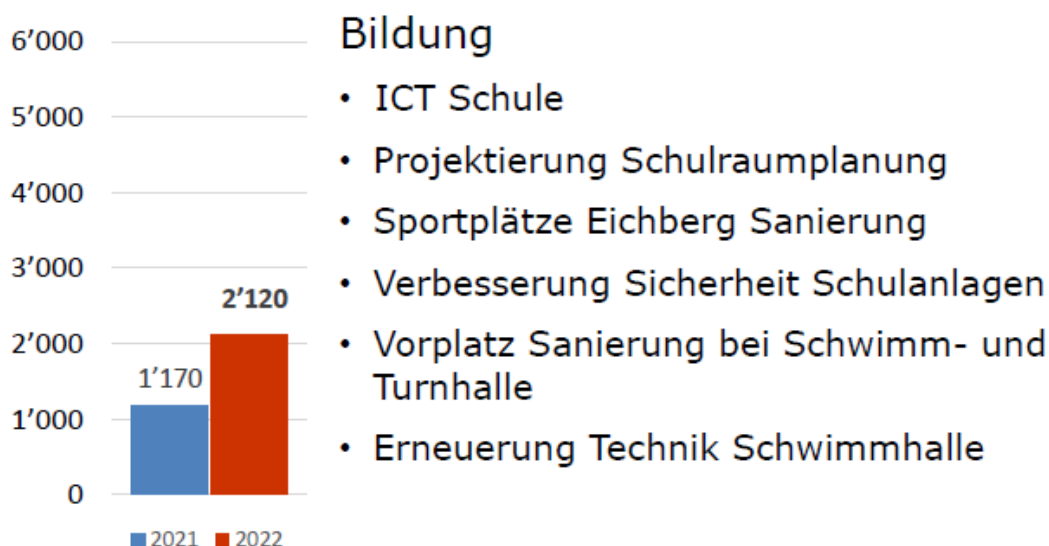 6’000
5’000
4’000
3’000
2’000
1’000
0
1’170
2’120
2021 2022
Bildung
• ICT Schule
• Projektierung Schulraumplanung
• Sportplätze Eichberg Sanierung
• Verbesserung Sicherheit Schulanlagen
• Vorplatz Sanierung bei Schwimm- und
Turnhalle
• Erneuerung Technik Schwimmhalle